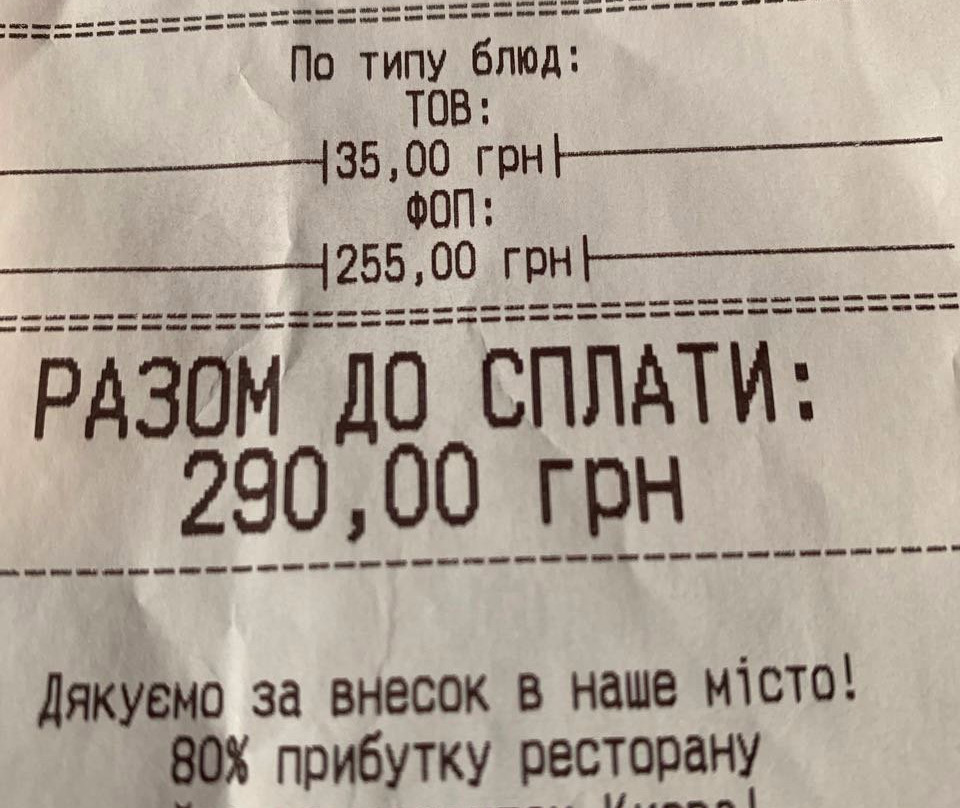 По типу блюд:
ТОВ:
|35,00 грн|
ФОП:
|255,00 грн|
РАЗОМ ДО СПЛАТИ:
290,00 грн
Дякуємо за внесок в наше місто!
80% прибутку ресторану